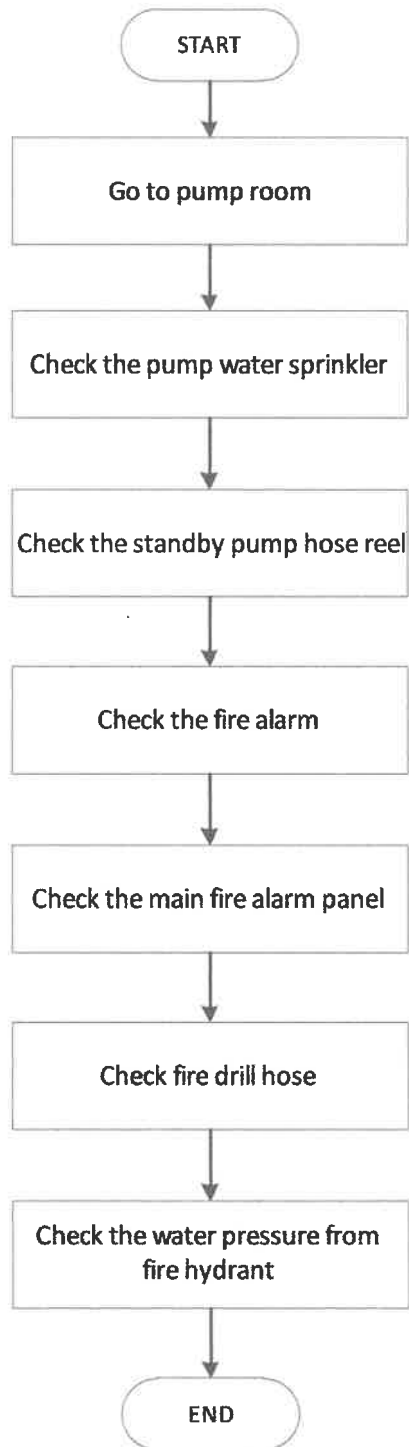 START
Go to pump room
Check the pump water sprinkler
Check the standby pump hose reel
Check the fire alarm
Check the main fire alarm panel
Check fire drill hose
Check the water pressure from
fire hydrant
END